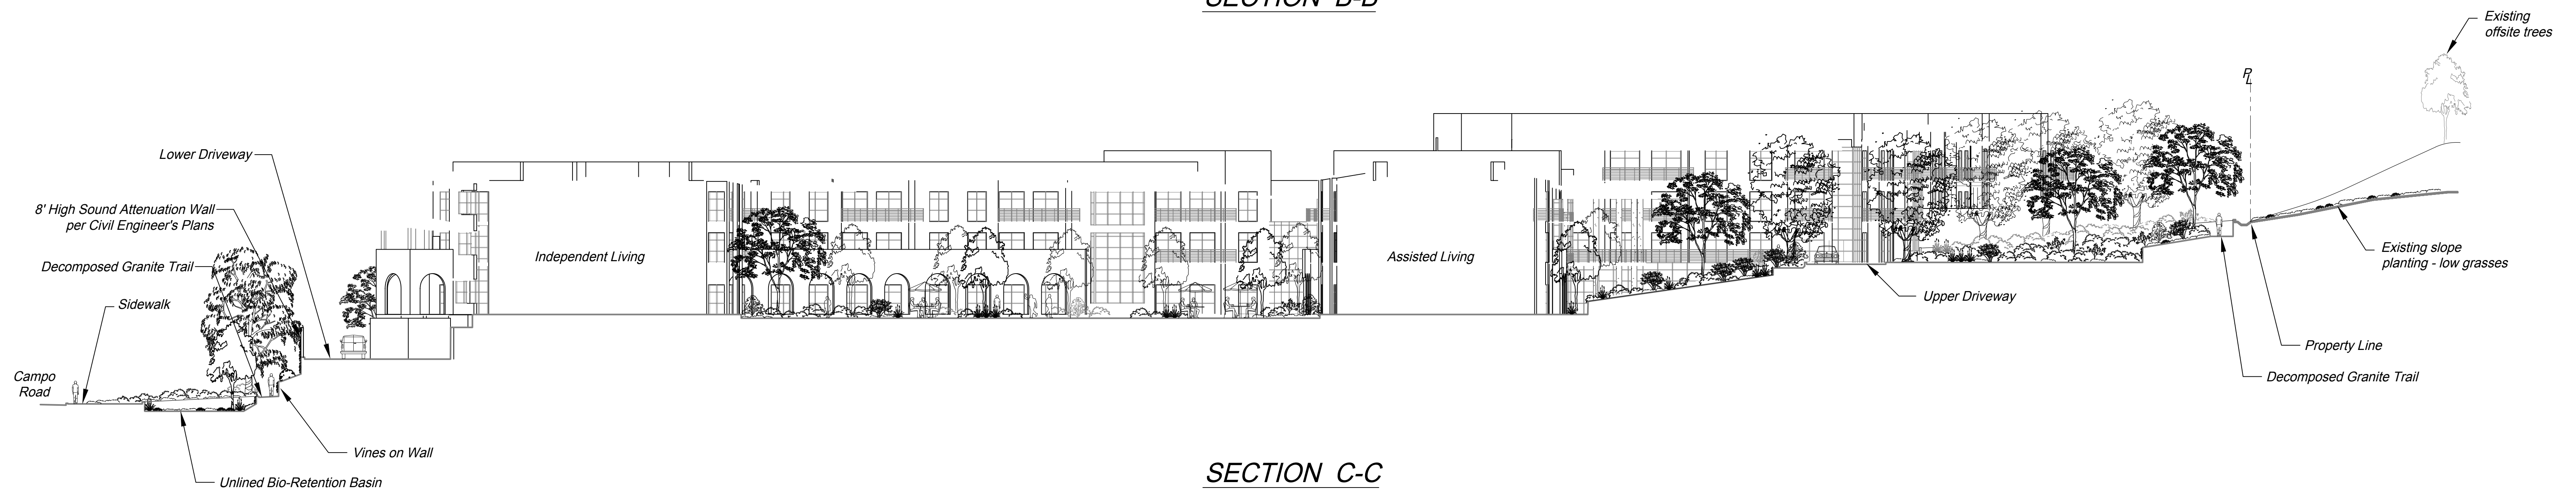 SECTION B-B
Existing
offsite trees
PL
Lower Driveway
8' High Sound Attenuation Wall
per Civil Engineer's Plans
Decomposed Granite Trail
Sidewalk
Campo
Road
Independent Living
Assisted Living
Existing slope
planting - low grasses
Upper Driveway
Property Line
Decomposed Granite Trail
Vines on Wall
Unlined Bio-Retention Basin
SECTION C-C